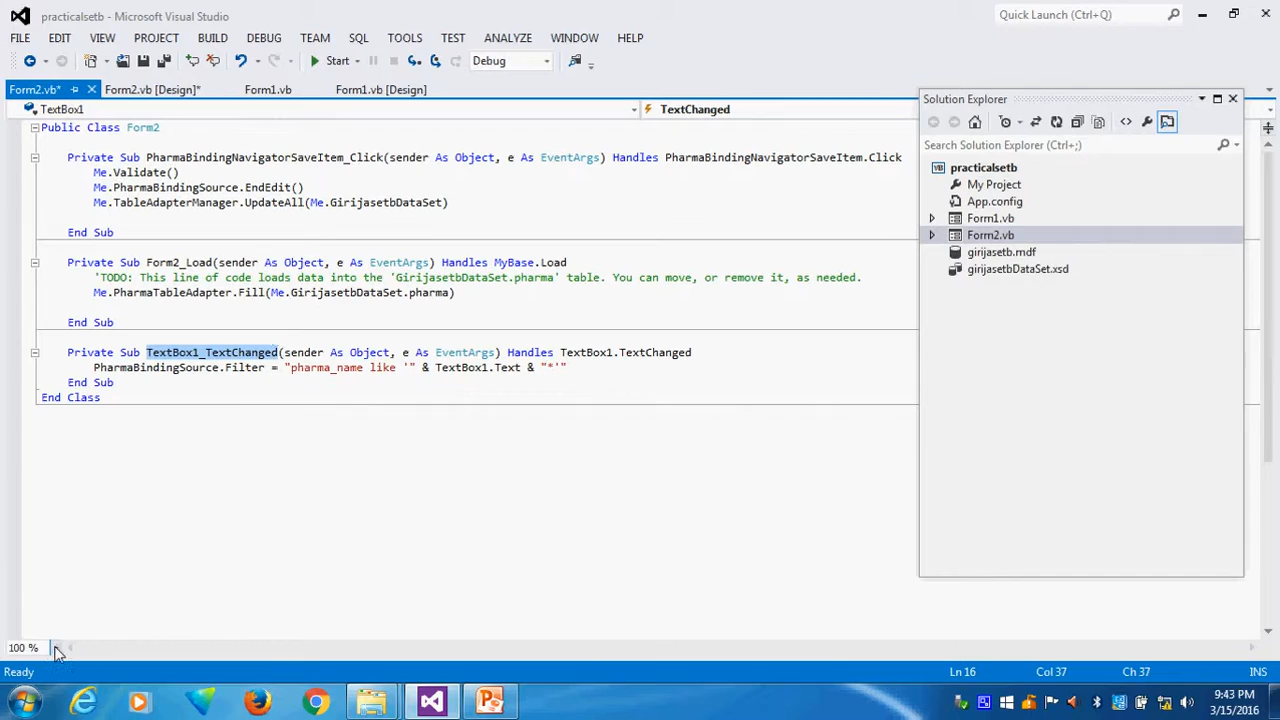 practicalsetb - Microsoft Visual Studio
Quick Launch (Ctrl+Q)
FILE EDIT VIEW PROJECT BUILD DEBUG TEAM SQL TOOLS TEST ANALYZE WINDOW HELP
Start Debug
Form2.vb* Form2.vb [Design]* Form1.vb Form1.vb [Design]
TextBox1 TextChanged
Public Class Form2
Private Sub PharmaBindingNavigatorSaveItem_Click(sender As Object, e As EventArgs) Handles PharmaBindingNavigatorSaveItem.Click
Me.Validate()
Me.PharmaBindingSource.EndEdit()
Me.TableAdapterManager.UpdateAll(Me.GirijasetbDataSet)
End Sub
Private Sub Form2_Load(sender As Object, e As EventArgs) Handles MyBase.Load
'TODO: This line of code loads data into the 'GirijasetbDataSet.pharma' table. You can move, or remove it, as needed.
Me.PharmaTableAdapter.Fill(Me.GirijasetbDataSet.pharma)
End Sub
Private Sub TextBox1_TextChanged(sender As Object, e As EventArgs) Handles TextBox1.TextChanged
PharmaBindingSource.Filter = "pharma_name like '" & TextBox1.Text & "*'"
End Sub
End Class
Solution Explorer
Search Solution Explorer (Ctrl+;)
practicalsetb
My Project
App.config
Form1.vb
Form2.vb
girijasetb.mdf
girijasetbDataSet.xsd
100 %
Ready Ln 16 Col 37 Ch 37 INS
9:43 PM
3/15/2016